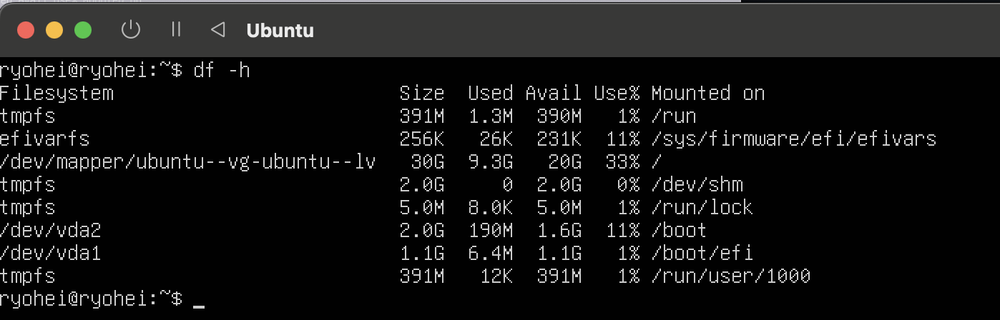 Ubuntu
ryohei@ryohei:~$ df -h
Filesystem                         Size  Used Avail Use% Mounted on
tmpfs                              391M  1.3M  390M   1% /run
efivarfs                           256K   26K  231K  11% /sys/firmware/efi/efivars
/dev/mapper/ubuntu--vg-ubuntu--lv   30G  9.3G   20G  33% /
tmpfs                              2.0G     0  2.0G   0% /dev/shm
tmpfs                              5.0M  8.0K  5.0M   1% /run/lock
/dev/vda2                          2.0G  190M  1.6G  11% /boot
/dev/vda1                          1.1G  6.4M  1.1G   1% /boot/efi
tmpfs                              391M   12K  391M   1% /run/user/1000
ryohei@ryohei:~$ _